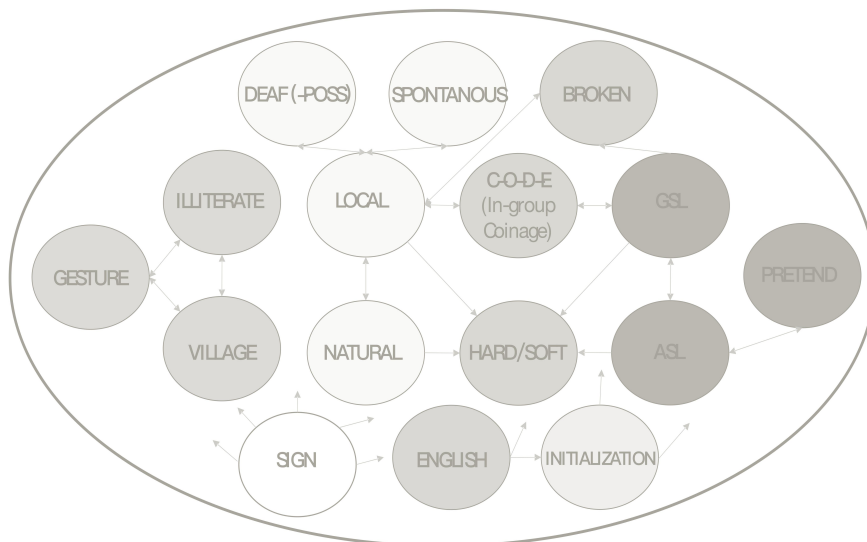 DEAF (-POSS)
SPONTANOUS
BROKEN
ILLITERATE
LOCAL
C-O-D-E
(In-group
Coinage)
GSL
GESTURE
PRETEND
VILLAGE
NATURAL
HARD/SOFT
ASL
SIGN
ENGLISH
INITIALIZATION